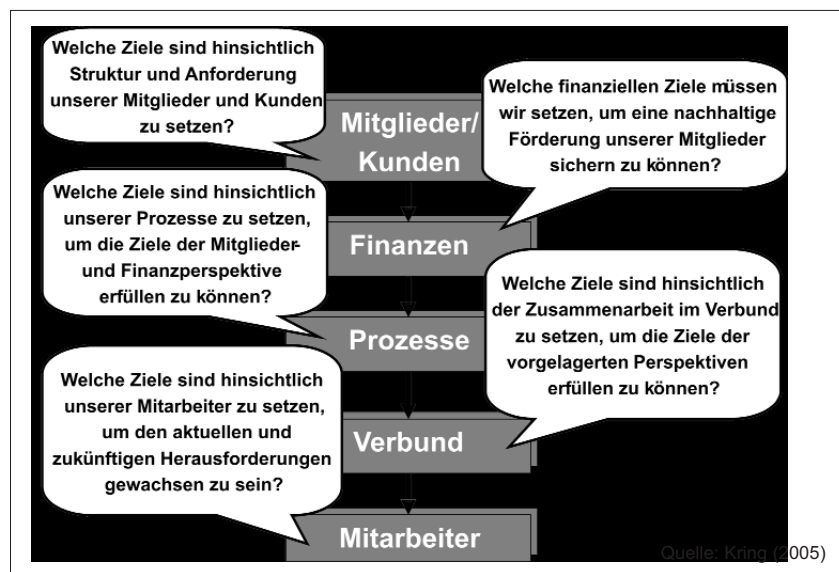 Welche Ziele sind hinsichtlich
Struktur und Anforderung
unserer Mitglieder und Kunden
zu setzen?
Mitglieder/
Kunden
Welche finanziellen Ziele müssen
wir setzen, um eine nachhaltige
Förderung unserer Mitglieder
sichern zu können?
Finanzen
Welche Ziele sind hinsichtlich
unserer Prozesse zu setzen,
um die Ziele der Mitglieder-
und Finanzperspektive
erfüllen zu können?
Prozesse
Welche Ziele sind hinsichtlich
der Zusammenarbeit im Verbund
zu setzen, um die Ziele der
vorgelagerten Perspektiven
erfüllen zu können?
Verbund
Welche Ziele sind hinsichtlich
unserer Mitarbeiter zu setzen,
um den aktuellen und
zukünftigen Herausforderungen
gewachsen zu sein?
Mitarbeiter
Quelle: Kring (2005)